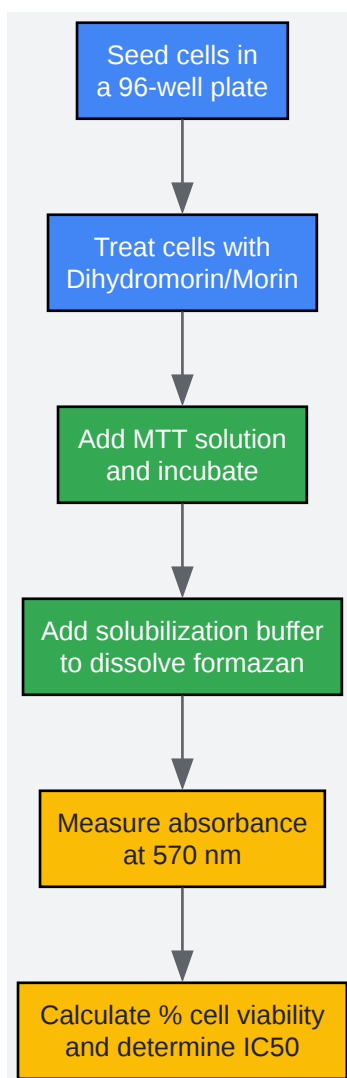 Seed cells in
a 96-well plate
Treat cells with
Dihydromorin/Morin
Add MTT solution
and incubate
Add solubilization buffer
to dissolve formazan
Measure absorbance
at 570 nm
Calculate % cell viability
and determine IC50